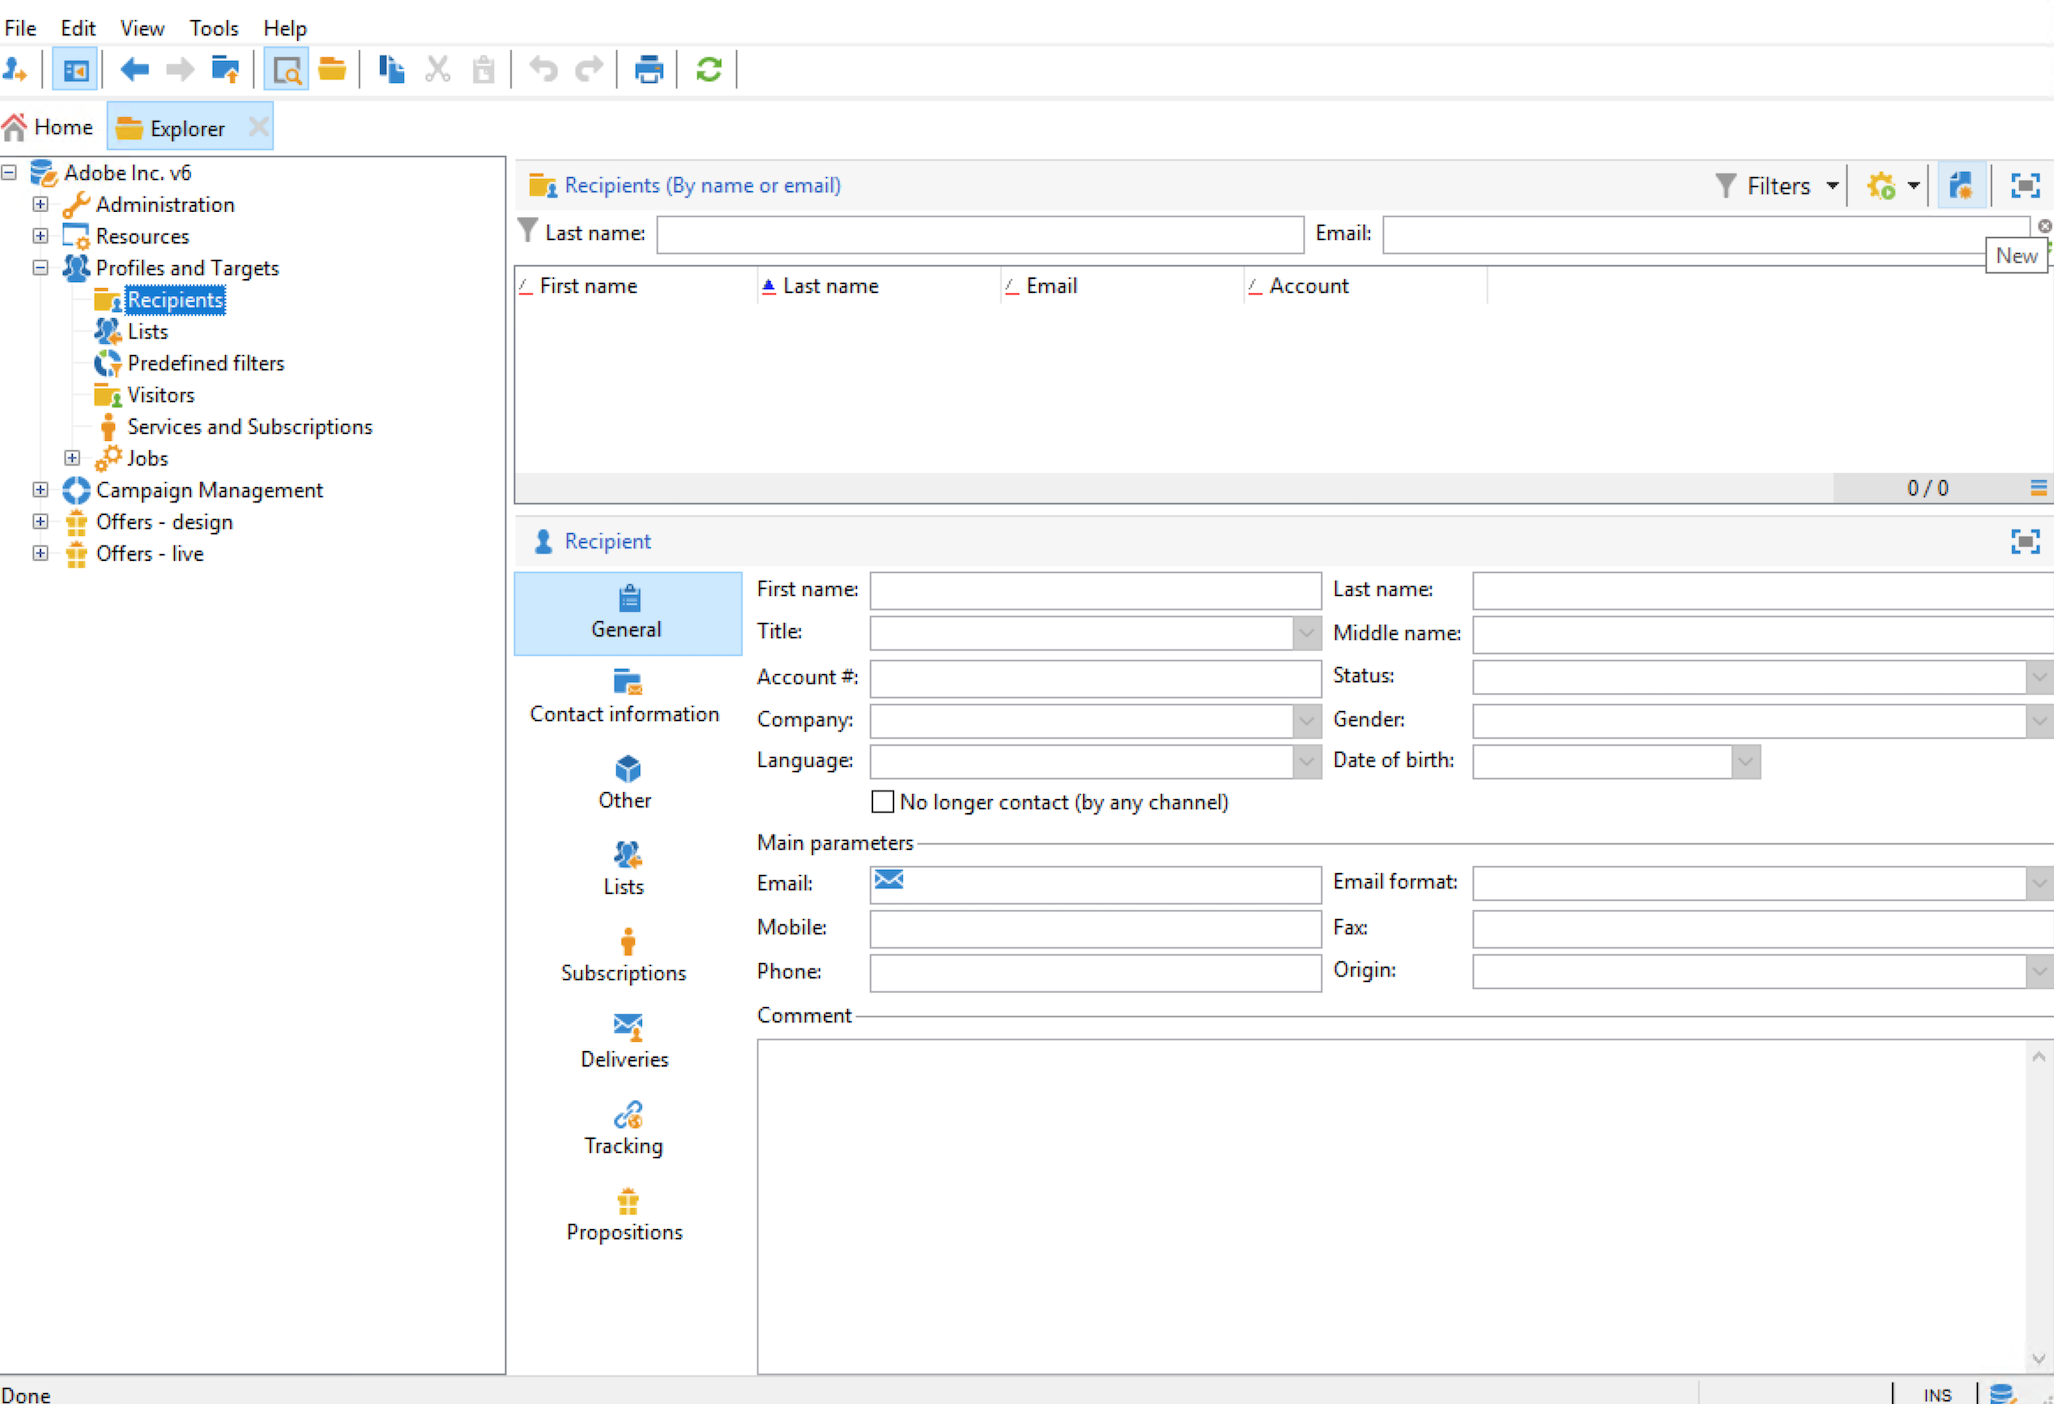 File Edit View Tools Help
Home Explorer
Adobe Inc. v6
Administration
Resources
Profiles and Targets
Recipients
Lists
Predefined filters
Visitors
Services and Subscriptions
Jobs
Campaign Management
Offers - design
Offers - live
Recipients (By name or email) Filters
Last name: Email:
New
First name Last name Email Account
0 / 0
Recipient
General
Contact information
Other
Lists
Subscriptions
Deliveries
Tracking
Propositions
First name: Last name:
Title: Middle name:
Account #: Status:
Company: Gender:
Language: Date of birth:
No longer contact (by any channel)
Main parameters
Email: Email format:
Mobile: Fax:
Phone: Origin:
Comment
Done INS